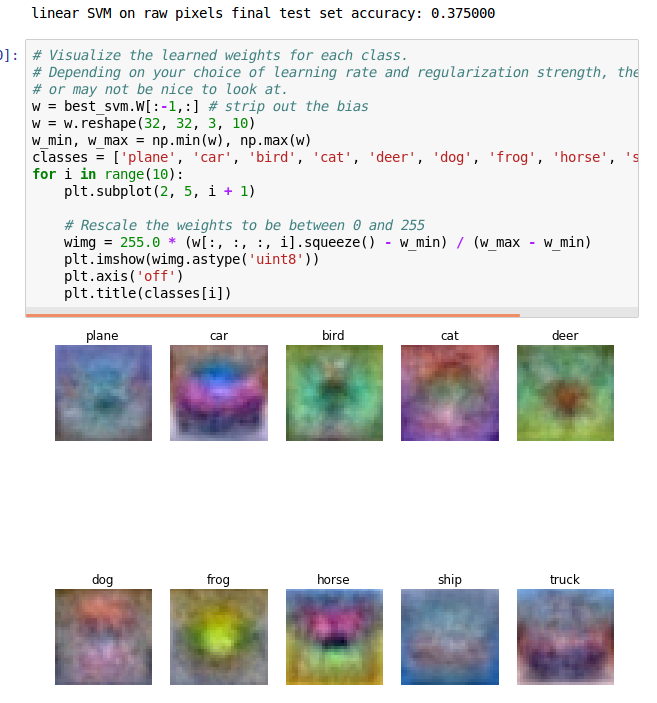 linear SVM on raw pixels final test set accuracy: 0.375000
]:
# Visualize the learned weights for each class.
# Depending on your choice of learning rate and regularization strength, the
# or may not be nice to look at.
w = best_svm.W[:-1,:] # strip out the bias
w = w.reshape(32, 32, 3, 10)
w_min, w_max = np.min(w), np.max(w)
classes = ['plane', 'car', 'bird', 'cat', 'deer', 'dog', 'frog', 'horse', 's
for i in range(10):
    plt.subplot(2, 5, i + 1)

    # Rescale the weights to be between 0 and 255
    wimg = 255.0 * (w[:, :, :, i].squeeze() - w_min) / (w_max - w_min)
    plt.imshow(wimg.astype('uint8'))
    plt.axis('off')
    plt.title(classes[i])
plane car bird cat deer
dog frog horse ship truck